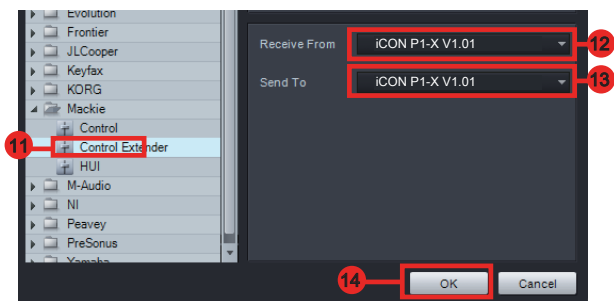 Evolution
Frontier
JLCooper
Keyfax
KORG
Mackie
Control
11 Control Extender
HUI
M-Audio
NI
Peavey
PreSonus
Yamaha
Receive From iCON P1-X V1.01 12
Send To iCON P1-X V1.01 13
14 OK Cancel